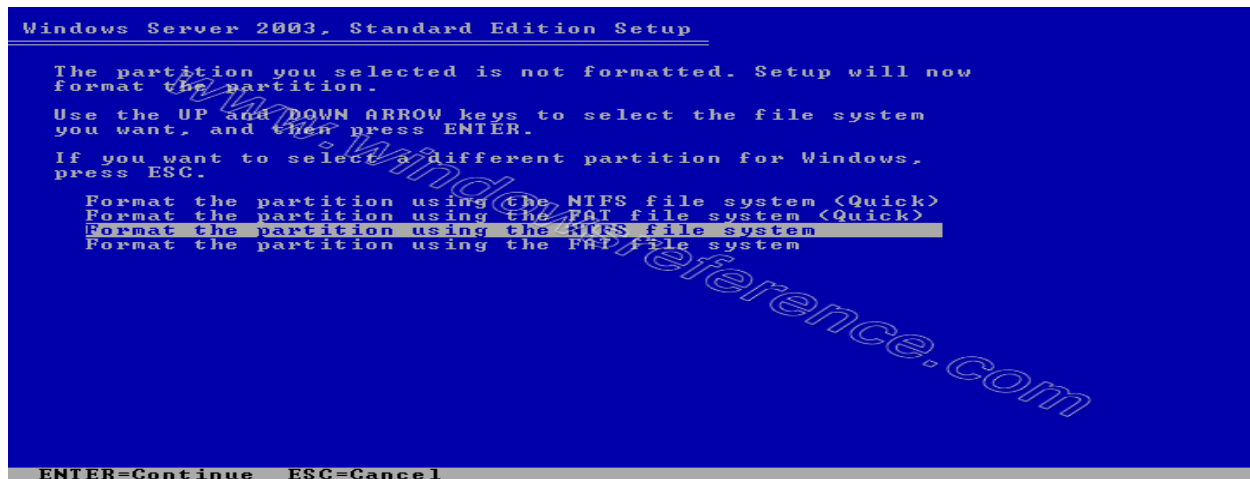 Windows Server 2003, Standard Edition Setup
The partition you selected is not formatted. Setup will now
format the partition.
Use the UP and DOWN ARROW keys to select the file system
you want, and then press ENTER.
If you want to select a different partition for Windows,
press ESC.
Format the partition using the NTFS file system (Quick)
Format the partition using the FAT file system (Quick)
Format the partition using the NTFS file system
Format the partition using the FAT file system
www.windowsreference.com
ENTER=Continue ESC=Cancel